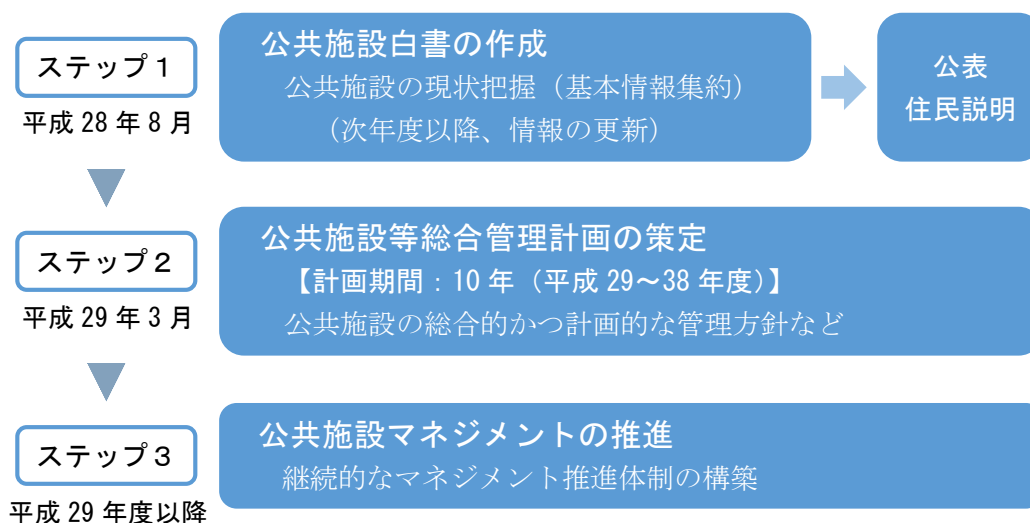 ステップ１
平成 28 年 8 月
公共施設白書の作成
公共施設の現状把握（基本情報集約）
（次年度以降、情報の更新）
公表
住民説明
ステップ２
平成 29 年 3 月
公共施設等総合管理計画の策定
【計画期間：10 年（平成 29～38 年度）】
公共施設の総合的かつ計画的な管理方針など
ステップ３
平成 29 年度以降
公共施設マネジメントの推進
継続的なマネジメント推進体制の構築